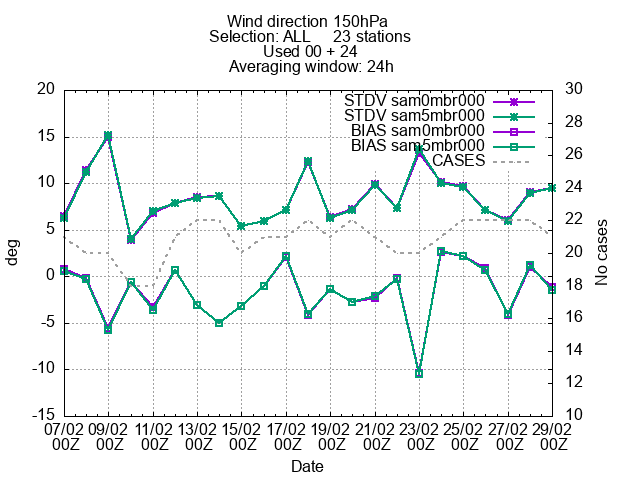 Wind direction 150hPa
Selection: ALL 23 stations
Used 00 + 24
Averaging window: 24h
20 30
STDV sam0mbr000
28
STDV sam5mbr000
15
BIAS sam0mbr000
26
BIAS sam5mbr000
CASES
10 24
5 22
deg
No cases
0 20
18
-5 16
14
-10 12
-15 10
07/02 09/02 11/02 13/02 15/02 17/02 19/02 21/02 23/02 25/02 27/02 29/02
00Z 00Z 00Z 00Z 00Z 00Z 00Z 00Z 00Z 00Z 00Z 00Z
Date